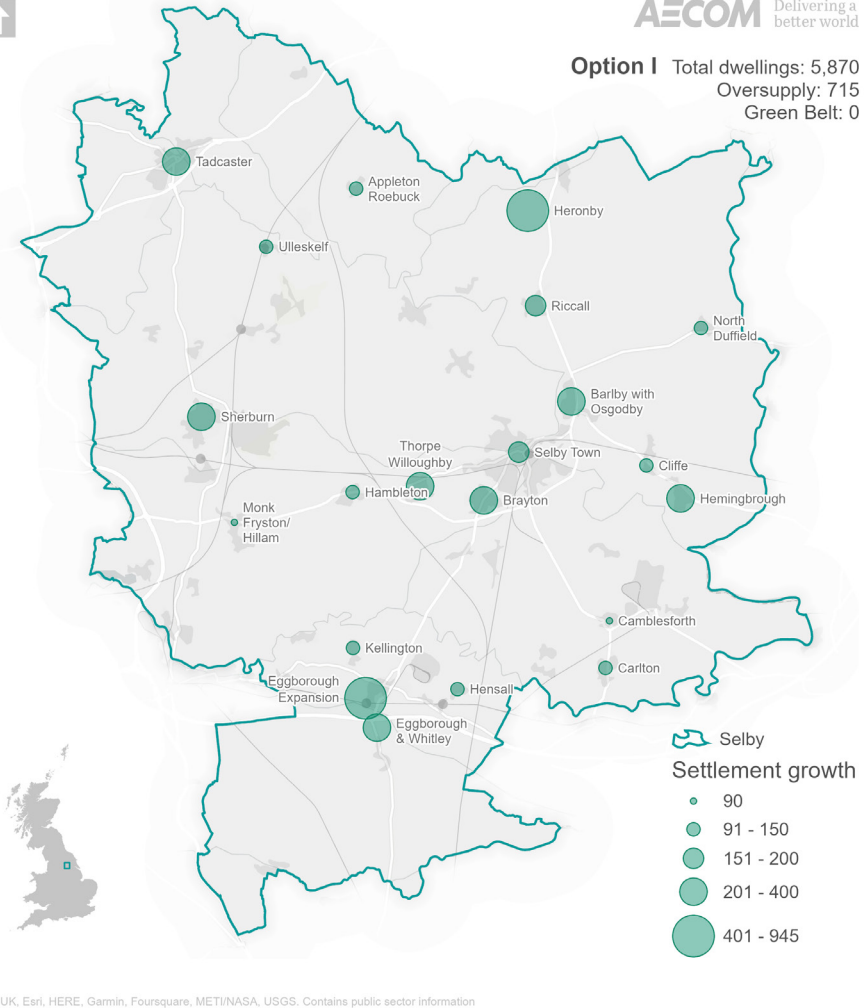 AECOM
Delivering a
better world
Option I Total dwellings: 5,870
Oversupply: 715
Green Belt: 0
Tadcaster
Appleton
Roebuck
Heronby
Ulleskelf
Riccall
North
Duffield
Barlby with
Osgodby
Sherburn
Thorpe
Willoughby
Selby Town
Cliffe
Hambleton
Brayton
Hemingbrough
Monk
Fryston/
Hillam
Camblesforth
Kellington
Carlton
Eggborough
Expansion
Hensall
Eggborough
& Whitley
Selby
Settlement growth
90
91 - 150
151 - 200
201 - 400
401 - 945
UK, Esri, HERE, Garmin, Foursquare, METI/NASA, USGS. Contains public sector information